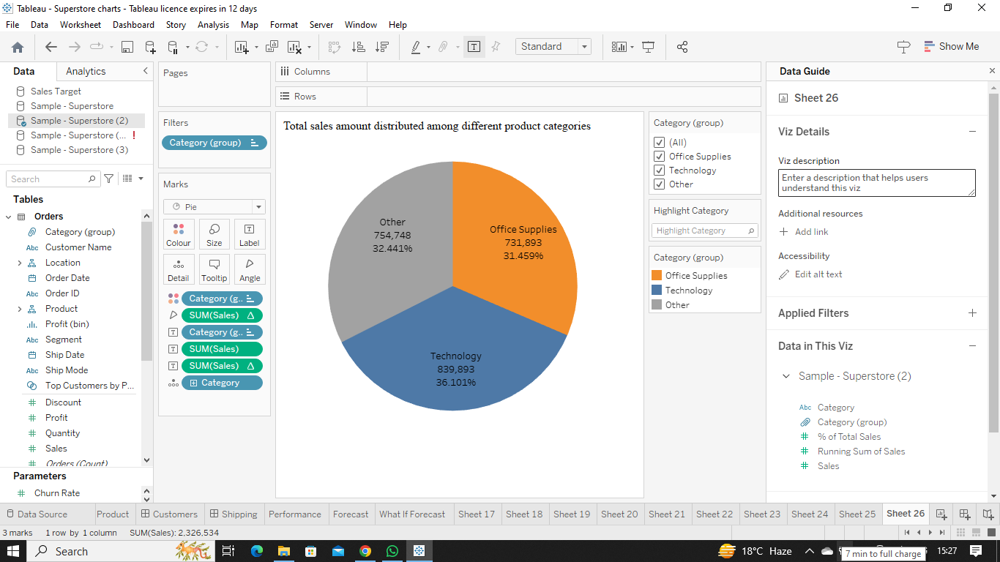 Tableau - Superstore charts - Tableau licence expires in 12 days
File Data Worksheet Dashboard Story Analysis Map Format Server Window Help
Standard
Show Me
Data Analytics
Sales Target
Sample - Superstore
Sample - Superstore (2)
Sample - Superstore (... !
Sample - Superstore (3)
Search
Tables
Orders
Category (group)
Abc Customer Name
Location
Order Date
Abc Order ID
Product
Profit (bin)
Abc Segment
Ship Date
Abc Ship Mode
Top Customers by P...
# Discount
# Profit
# Quantity
# Sales
# Orders (Count)
Parameters
# Churn Rate
Pages
Filters
Category (group)
Marks
Pie
Colour Size Label
Detail Tooltip Angle
Category (g..
SUM(Sales) Δ
Category (g..
SUM(Sales)
SUM(Sales) Δ
Category
Columns
Rows
Total sales amount distributed among different product categories
Other
754,748
32.441%
Office Supplies
731,893
31.459%
Technology
839,893
36.101%
Category (group)
(All)
Office Supplies
Technology
Other
Highlight Category
Highlight Category
Category (group)
Office Supplies
Technology
Other
Data Guide
Sheet 26
Viz Details
Viz description
Enter a description that helps users
understand this viz
Additional resources
+ Add link
Accessibility
Edit alt text
Applied Filters +
Data in This Viz
Sample - Superstore (2)
Abc Category
Category (group)
# % of Total Sales
# Running Sum of Sales
# Sales
Data Source Product Customers Shipping Performance Forecast What If Forecast Sheet 17 Sheet 18 Sheet 19 Sheet 20 Sheet 21 Sheet 22 Sheet 23 Sheet 24 Sheet 25 Sheet 26
3 marks 1 row by 1 column SUM(Sales): 2,326,534
Search
18°C Haze
7 min to full charge
15:27